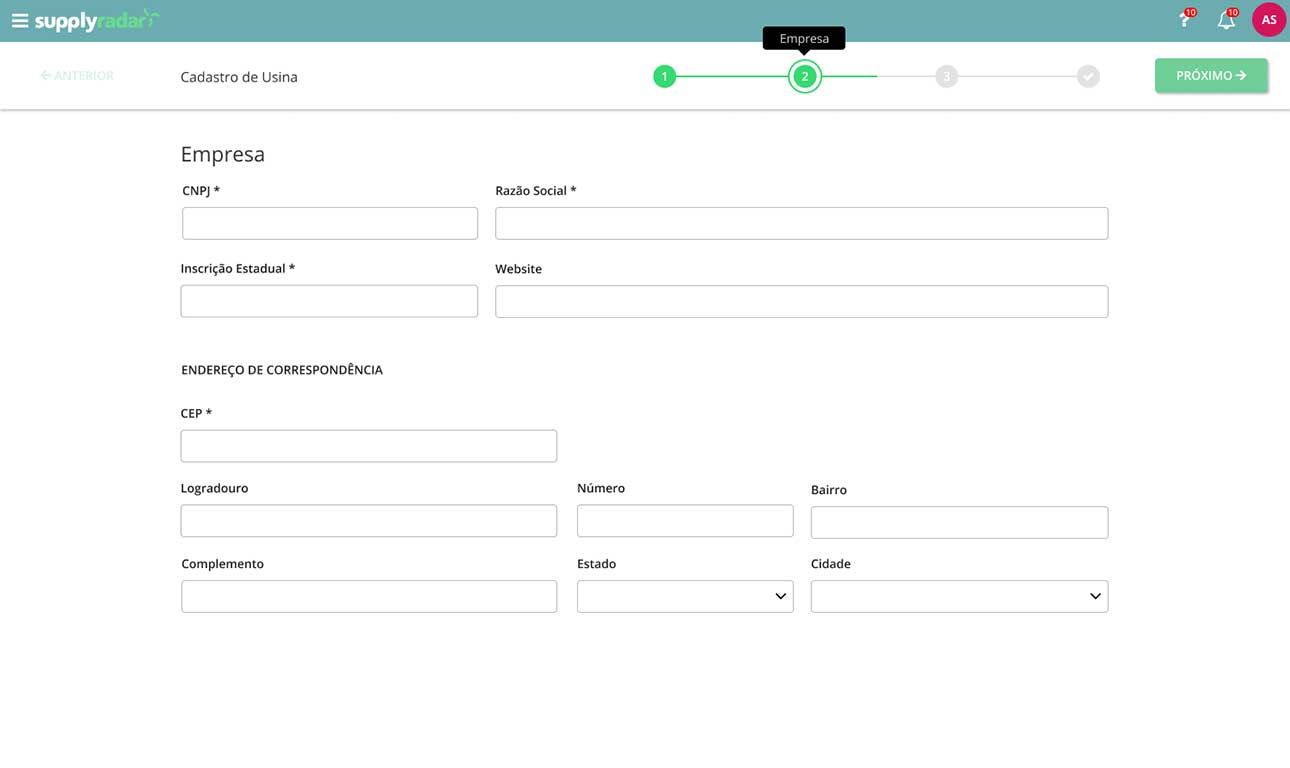 supplyradar
10
10
AS
Empresa
ANTERIOR
Cadastro de Usina
1
2
3
PRÓXIMO
Empresa
CNPJ *
Razão Social *
Inscrição Estadual *
Website
ENDEREÇO DE CORRESPONDÊNCIA
CEP *
Logradouro
Número
Bairro
Complemento
Estado
Cidade